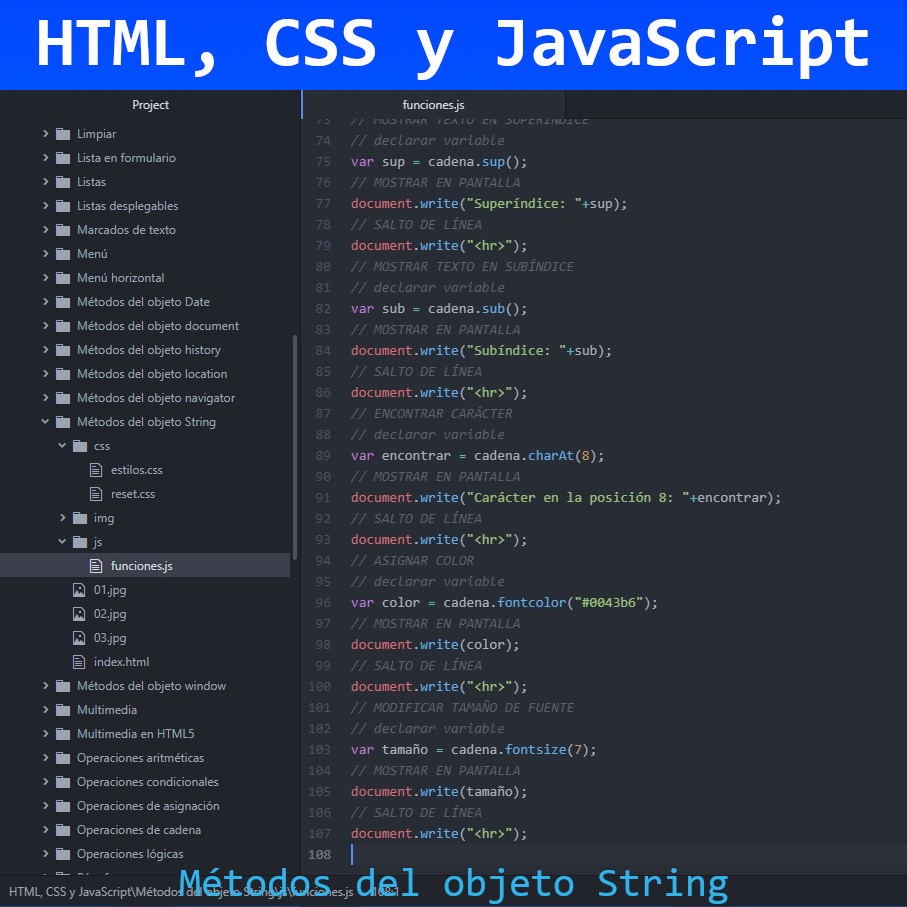 HTML, CSS y JavaScript
Project
Limpiar
Lista en formulario
Listas
Listas desplegables
Marcados de texto
Menú
Menú horizontal
Métodos del objeto Date
Métodos del objeto document
Métodos del objeto history
Métodos del objeto location
Métodos del objeto navigator
Métodos del objeto String
css
estilos.css
reset.css
img
js
funciones.js
01.jpg
02.jpg
03.jpg
index.html
Métodos del objeto window
Multimedia
Multimedia en HTML5
Operaciones aritméticas
Operaciones condicionales
Operaciones de asignación
Operaciones de cadena
Operaciones lógicas
funciones.js
73 // MOSTRAR TEXTO EN SUPERÍNDICE
74 // declarar variable
75 var sup = cadena.sup();
76 // MOSTRAR EN PANTALLA
77 document.write("Superíndice: "+sup);
78 // SALTO DE LÍNEA
79 document.write("<hr>");
80 // MOSTRAR TEXTO EN SUBÍNDICE
81 // declarar variable
82 var sub = cadena.sub();
83 // MOSTRAR EN PANTALLA
84 document.write("Subíndice: "+sub);
85 // SALTO DE LÍNEA
86 document.write("<hr>");
87 // ENCONTRAR CARÁCTER
88 // declarar variable
89 var encontrar = cadena.charAt(8);
90 // MOSTRAR EN PANTALLA
91 document.write("Carácter en la posición 8: "+encontrar);
92 // SALTO DE LÍNEA
93 document.write("<hr>");
94 // ASIGNAR COLOR
95 // declarar variable
96 var color = cadena.fontcolor("#0043b6");
97 // MOSTRAR EN PANTALLA
98 document.write(color);
99 // SALTO DE LÍNEA
100 document.write("<hr>");
101 // MODIFICAR TAMAÑO DE FUENTE
102 // declarar variable
103 var tamaño = cadena.fontsize(7);
104 // MOSTRAR EN PANTALLA
105 document.write(tamaño);
106 // SALTO DE LÍNEA
107 document.write("<hr>");
108
HTML, CSS y JavaScript\Métodos del objeto String\js\funciones.js 108:1
Métodos del objeto String